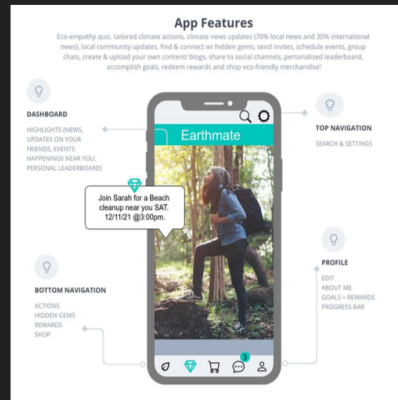 App Features
Eco-empathy quiz, tailored climate actions, climate news updates (70% local news and 30% international
news), local community updates, find & connect w/ hidden gems, send invites, schedule events, group
chats, create & upload your own content/ blogs, share to social channels, personalized leaderboard,
accomplish goals, redeem rewards and shop eco-friendly merchandise!
DASHBOARD
HIGHLIGHTS (NEWS,
UPDATES ON YOUR
FRIENDS, EVENTS
HAPPENINGS NEAR YOU,
PERSONAL LEADERBOARD)
TOP NAVIGATION
SEARCH & SETTINGS
Earthmate
Join Sarah for a Beach
cleanup near you SAT.
12/11/21 @3:00pm.
BOTTOM NAVIGATION
ACTIONS
HIDDEN GEMS
REWARDS
SHOP
PROFILE
EDIT
ABOUT ME
GOALS > REWARDS
PROGRESS BAR
3